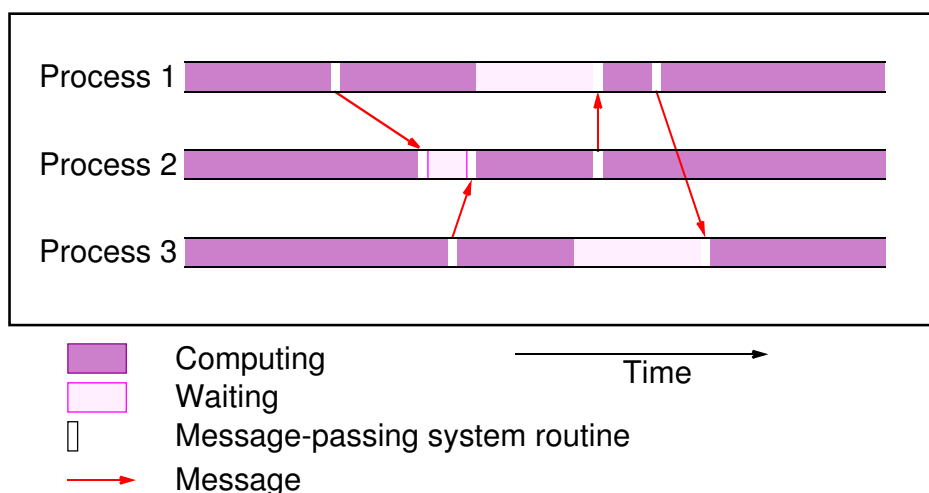 Process 1
Process 2
Process 3
Computing
Time
Waiting
Message-passing system routine
Message